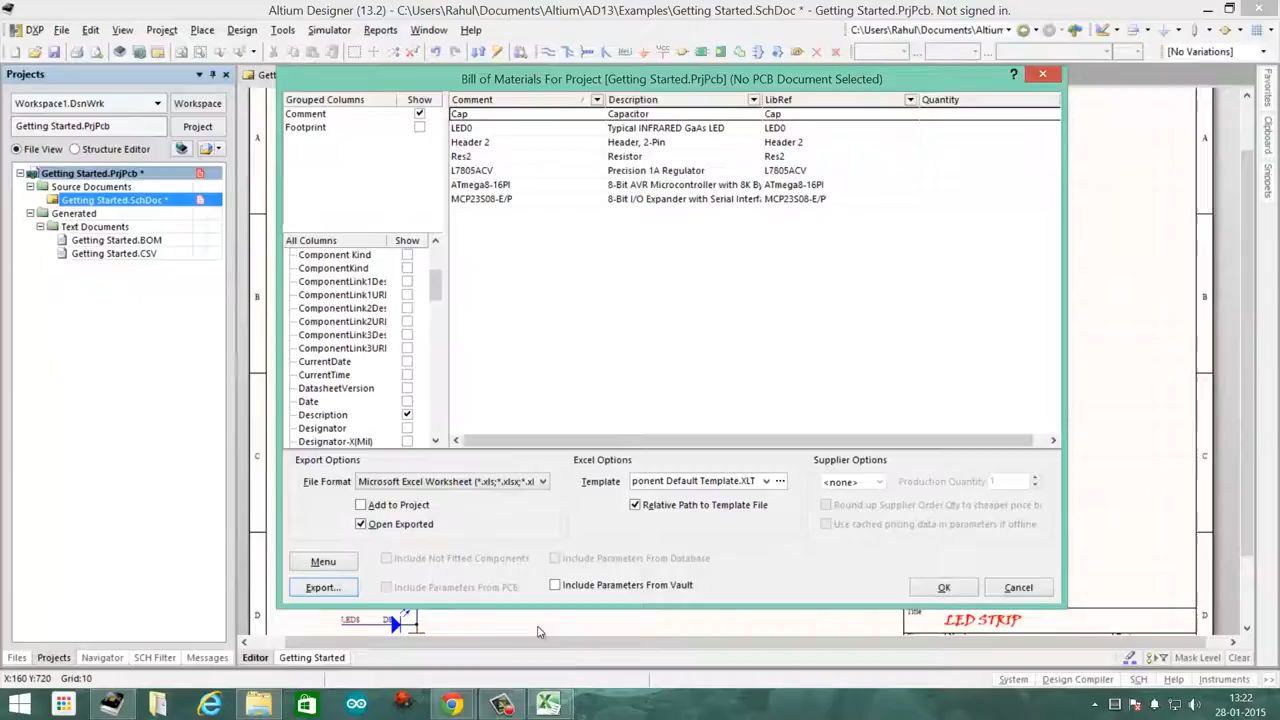 Altium Designer (13.2) - C:\Users\Rahul\Documents\Altium\AD13\Examples\Getting Started.SchDoc * - Getting Started.PrjPcb. Not signed in.
DXP File Edit View Project Place Design Tools Simulator Reports Window Help C:\Users\Rahul\Documents\Altium
[No Variations]
Projects
Gett
Bill of Materials For Project [Getting Started.PrjPcb] (No PCB Document Selected)
Workspace1.DsnWrk Workspace
Getting Started.PrjPcb Project
File View Structure Editor
Getting Started.PrjPcb *
Source Documents
Getting Started.SchDoc *
Generated
Text Documents
Getting Started.BOM
Getting Started.CSV
Grouped Columns Show
Comment
Footprint
All Columns Show
Component Kind
ComponentKind
ComponentLink1Des
ComponentLink1URI
ComponentLink2Des
ComponentLink2URI
ComponentLink3Des
ComponentLink3URI
CurrentDate
CurrentTime
DatasheetVersion
Date
Description
Designator
Designator-X(Mil)
Comment Description LibRef Quantity
Cap Capacitor Cap
LED0 Typical INFRARED GaAs LED LED0
Header 2 Header, 2-Pin Header 2
Res2 Resistor Res2
L7805ACV Precision 1A Regulator L7805ACV
ATmega8-16PI 8-Bit AVR Microcontroller with 8K By ATmega8-16PI
MCP23S08-E/P 8-Bit I/O Expander with Serial Interf MCP23S08-E/P
Export Options Excel Options Supplier Options
File Format Microsoft Excel Worksheet (*.xls;*.xlsx;*.xl Template ponent Default Template.XLT <none> Production Quantity 1
Add to Project Relative Path to Template File Round up Supplier Order Qty to cheaper price b
Open Exported Use cached pricing data in parameters if offline
Menu Include Not Fitted Components Include Parameters From Database
Export... Include Parameters From PCB Include Parameters From Vault OK Cancel
A
B
C
D
A
B
C
D
LED8
Title
LED STRIP
Clipboard
Snippets
Files Projects Navigator SCH Filter Messages Editor Getting Started Mask Level Clear
X:160 Y:720 Grid:10 System Design Compiler SCH Help Instruments >>
13:22
28-01-2015